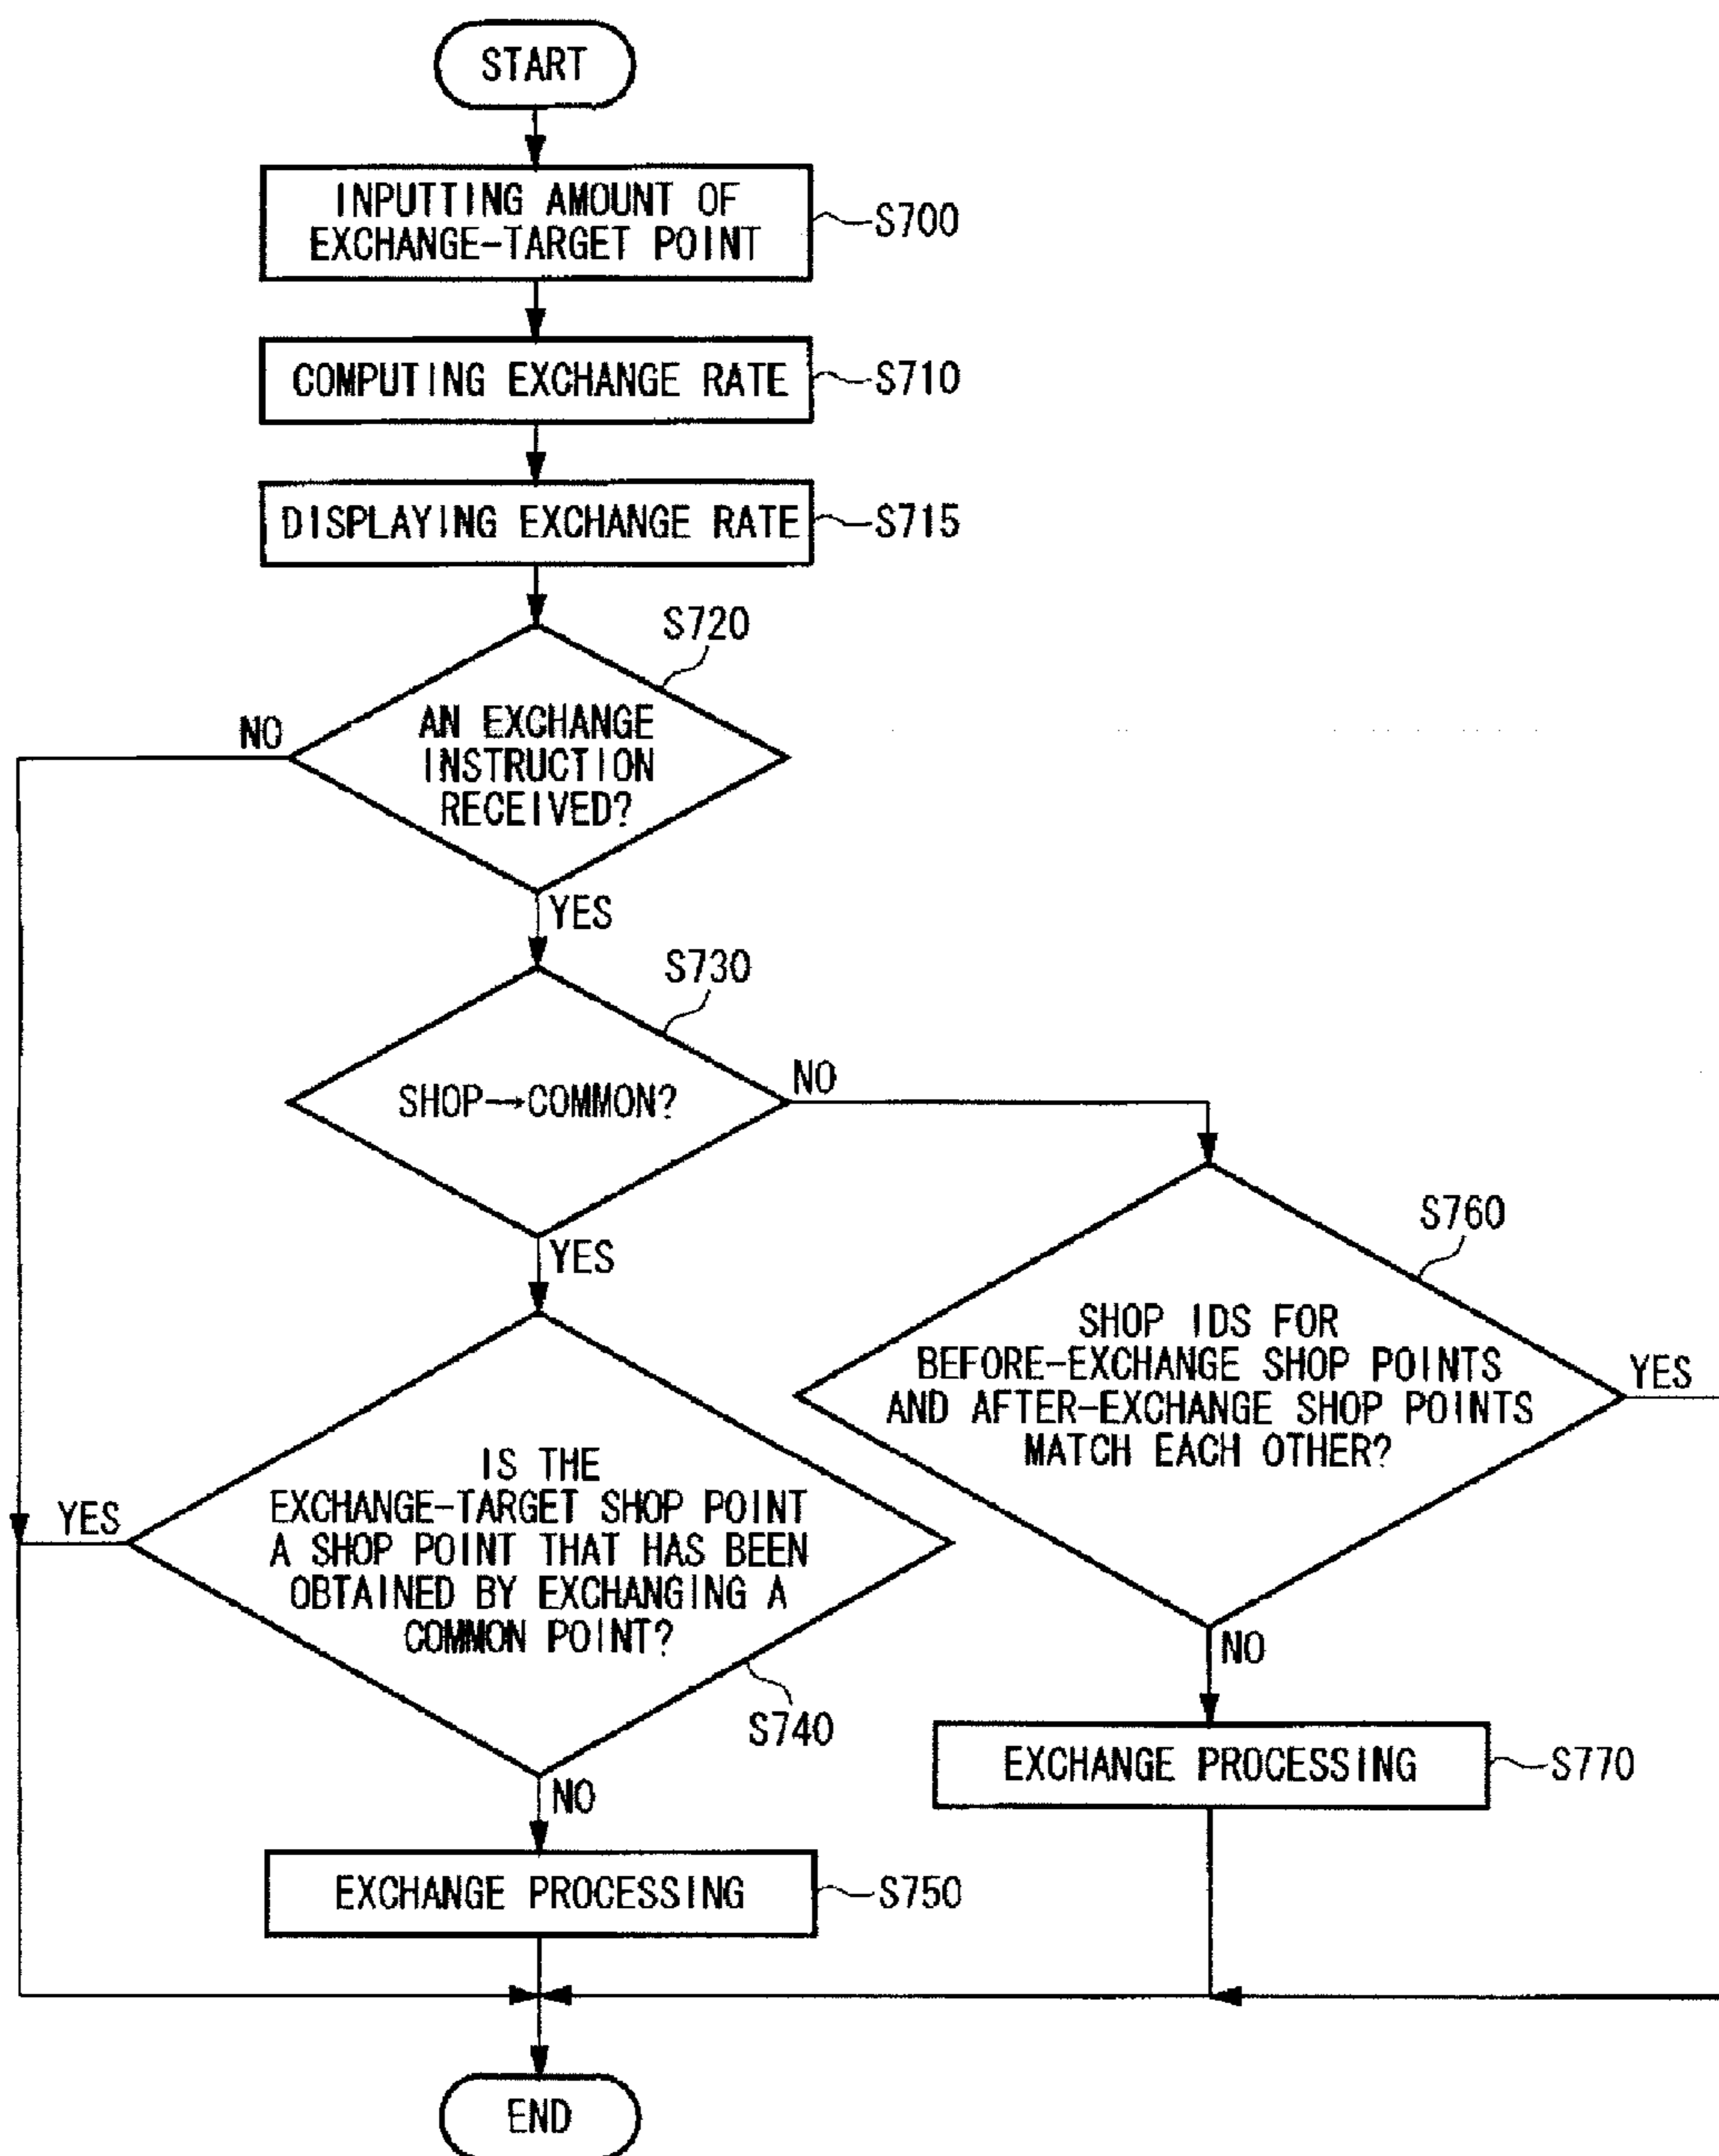 START
INPUTTING AMOUNT OF
EXCHANGE-TARGET POINT
S700
COMPUTING EXCHANGE RATE
S710
DISPLAYING EXCHANGE RATE
S715
S720
AN EXCHANGE
INSTRUCTION
RECEIVED?
NO
YES
S730
SHOP→COMMON?
NO
YES
S760
SHOP IDS FOR
BEFORE-EXCHANGE SHOP POINTS
AND AFTER-EXCHANGE SHOP POINTS
MATCH EACH OTHER?
YES
NO
IS THE
EXCHANGE-TARGET SHOP POINT
A SHOP POINT THAT HAS BEEN
OBTAINED BY EXCHANGING A
COMMON POINT?
YES
S740
NO
EXCHANGE PROCESSING
S770
EXCHANGE PROCESSING
S750
END